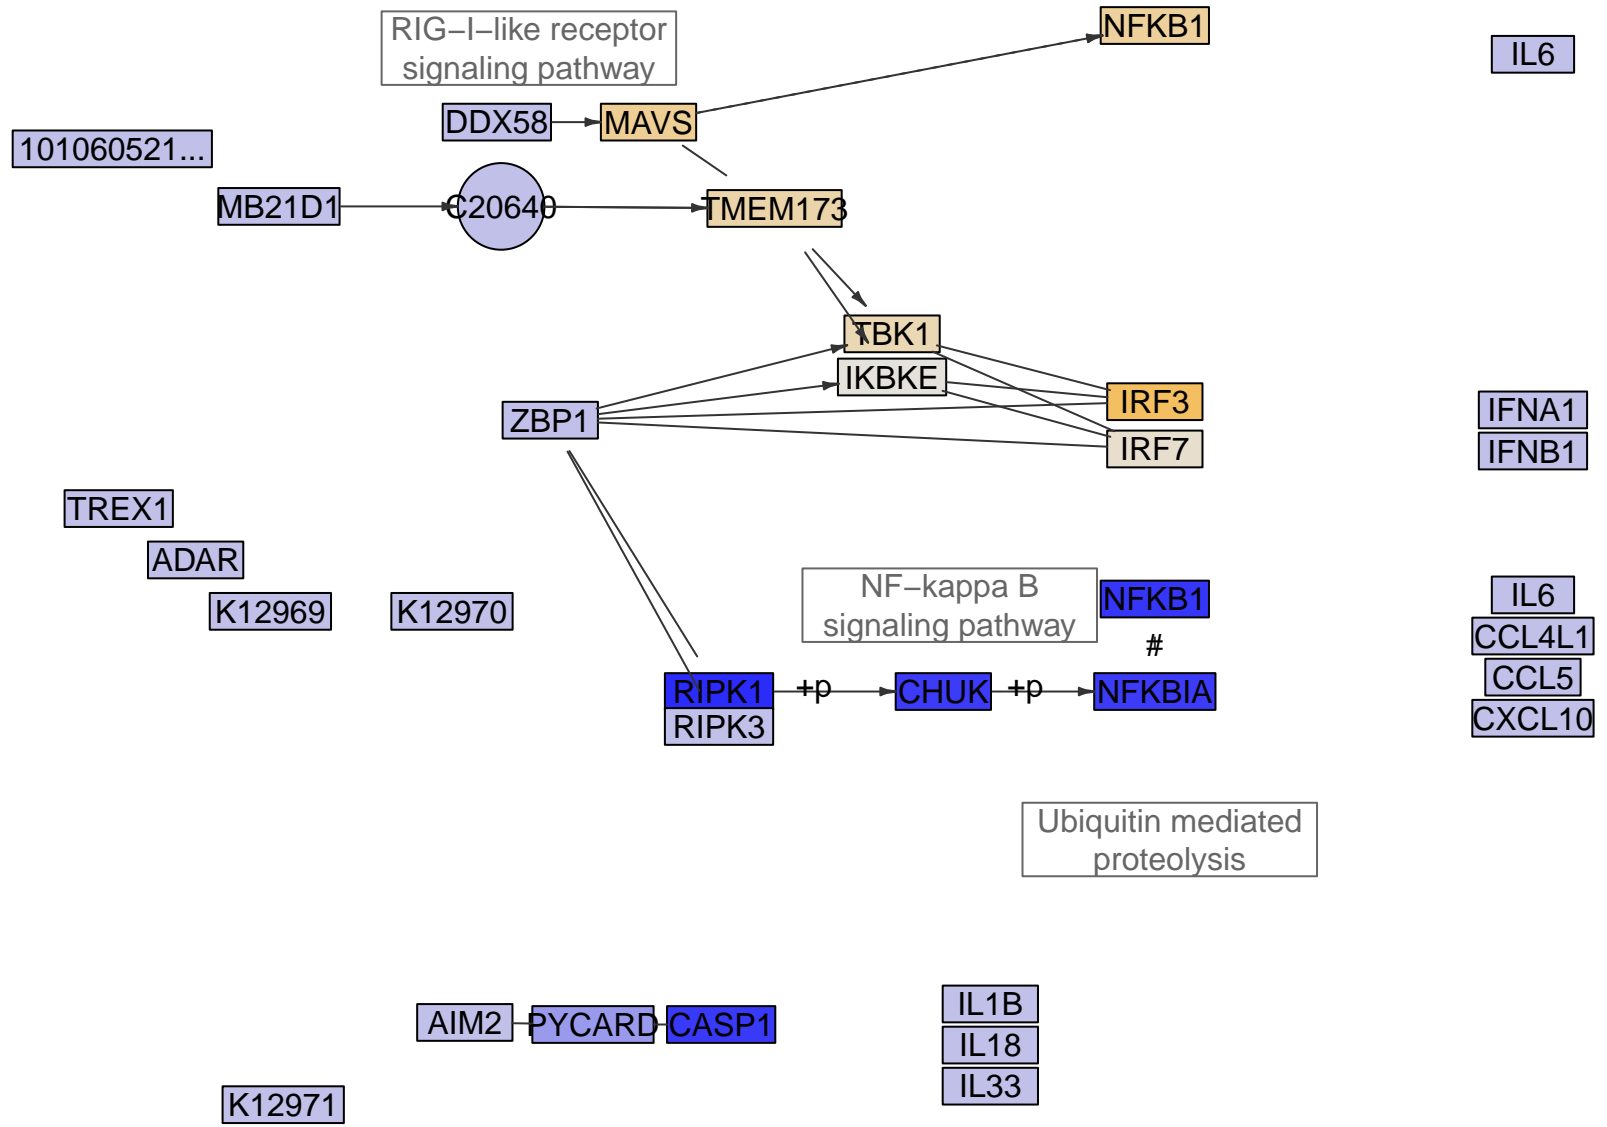 RIG−I−like receptor
signaling pathway
NFKB1
IL6
DDX58
MAVS
101060521...
MB21D1
C20640
TMEM173
TBK1
IKBKE
ZBP1
IRF3
IRF7
IFNA1
IFNB1
TREX1
ADAR
K12969
K12970
NF−kappa B
signaling pathway
NFKB1
#
IL6
CCL4L1
CCL5
CXCL10
RIPK1
+p
CHUK
+p
NFKBIA
RIPK3
Ubiquitin mediated
proteolysis
AIM2
PYCARD
CASP1
IL1B
IL18
IL33
K12971